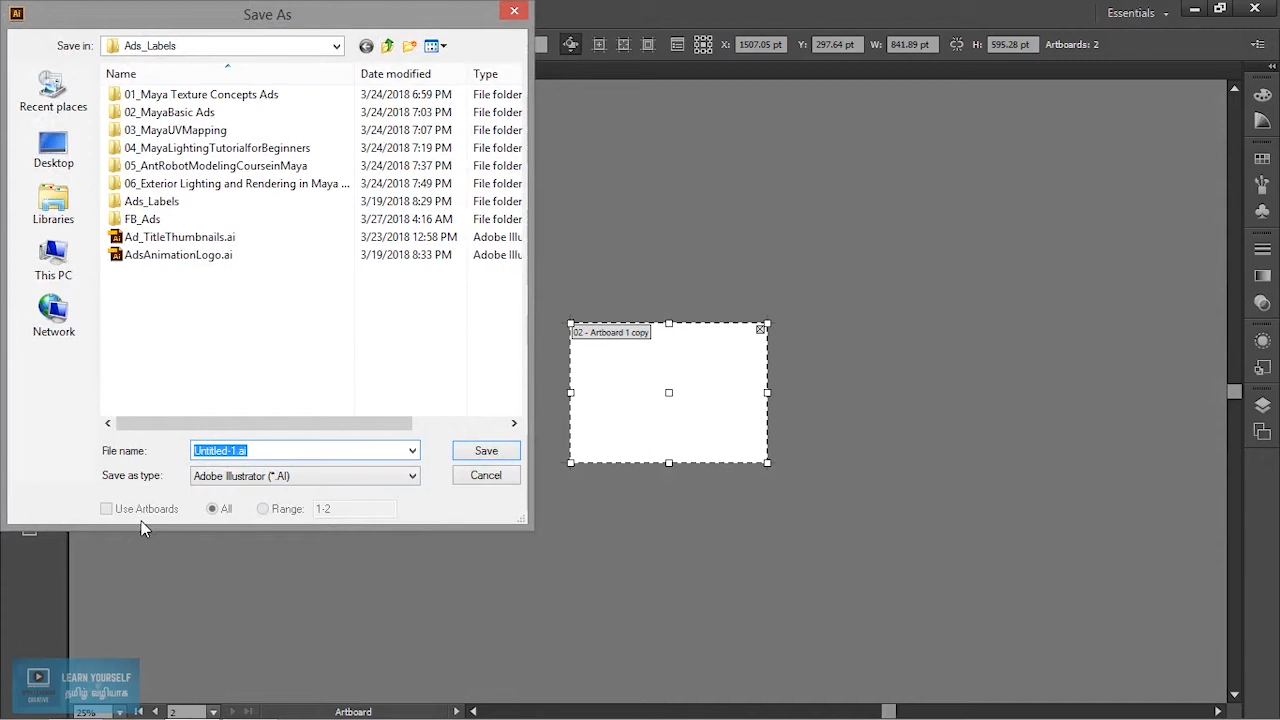 Save As
Essentials
Save in: Ads_Labels
X: 1507.05 pt Y: 297.64 pt W: 841.89 pt H: 595.28 pt Artboards: 2
Name Date modified Type
01_Maya Texture Concepts Ads 3/24/2018 6:59 PM File folder
02_MayaBasic Ads 3/24/2018 7:03 PM File folder
03_MayaUVMapping 3/24/2018 7:07 PM File folder
04_MayaLightingTutorialforBeginners 3/24/2018 7:19 PM File folder
05_AntRobotModelingCourseinMaya 3/24/2018 7:37 PM File folder
06_Exterior Lighting and Rendering in Maya ... 3/24/2018 7:49 PM File folder
Ads_Labels 3/19/2018 8:29 PM File folder
FB_Ads 3/27/2018 4:16 AM File folder
Ad_TitleThumbnails.ai 3/23/2018 12:58 PM Adobe Illu
AdsAnimationLogo.ai 3/19/2018 8:33 PM Adobe Illu
Recent places
Desktop
Libraries
This PC
Network
02 - Artboard 1 copy
File name: Untitled-1.ai Save
Save as type: Adobe Illustrator (*.AI) Cancel
Use Artboards All Range: 1-2
LEARN YOURSELF
தமிழ் வழியாக
CREATIVE
25% 2 Artboard